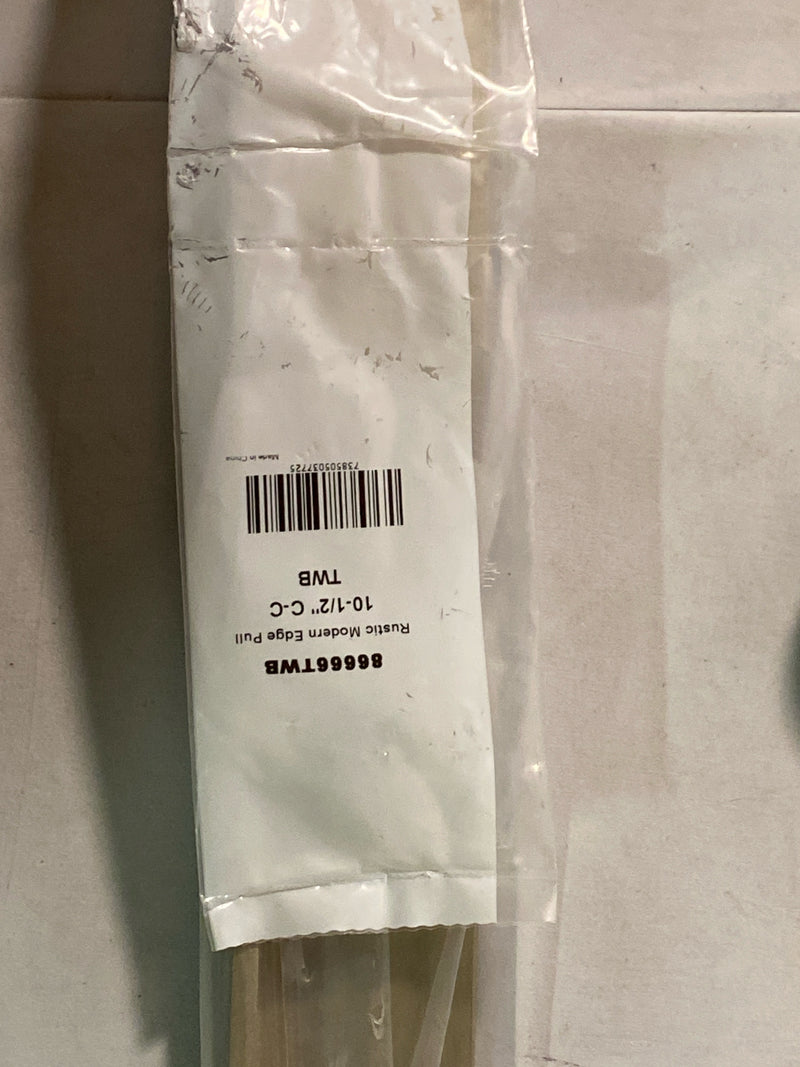 86666TWB
Rustic Modern Edge Pull
10-1/2" C-C
TWB
738505037725
Made in China